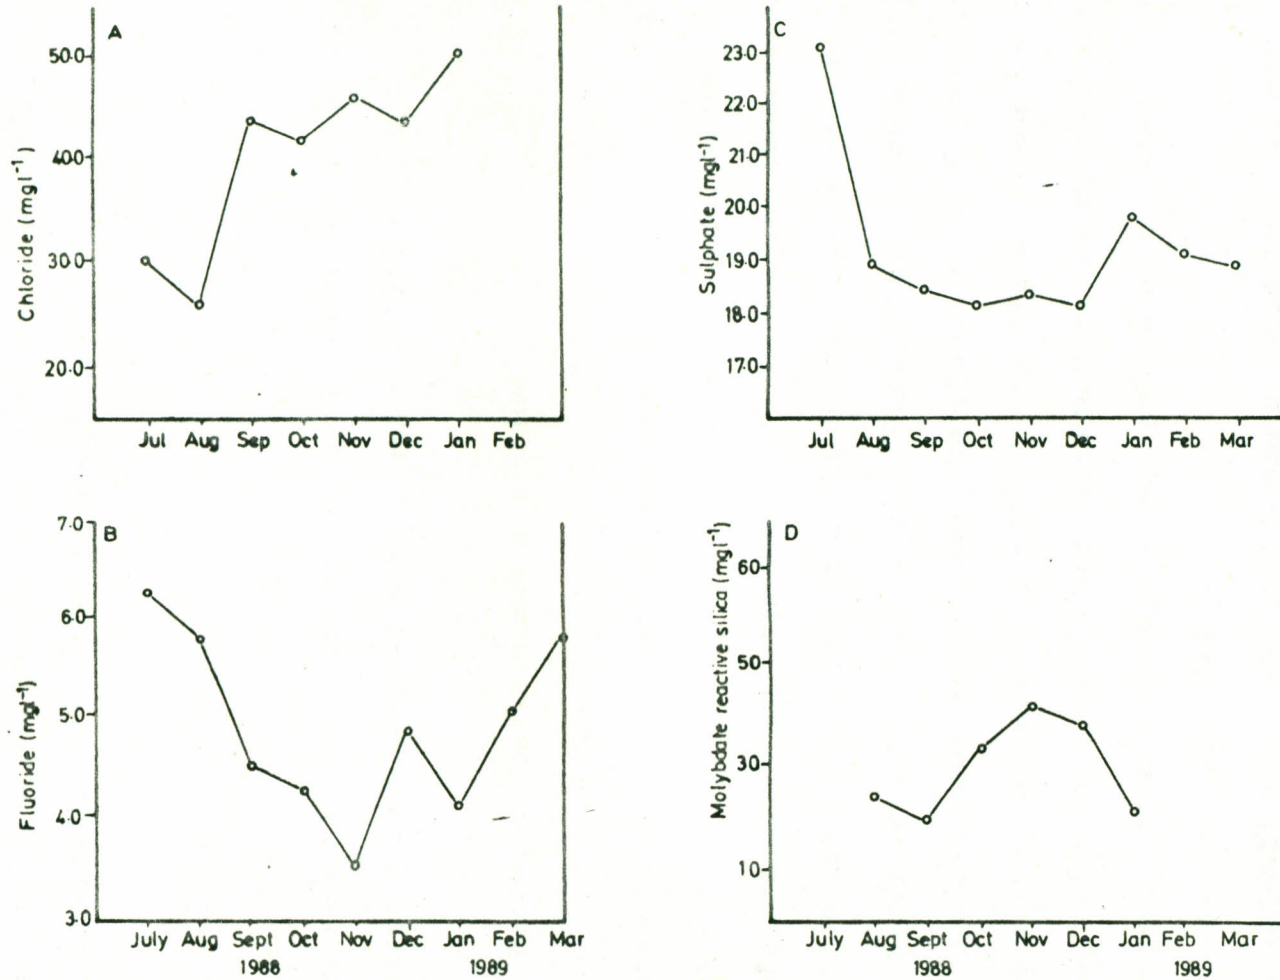 A
Chloride (mgl⁻¹)
50·0
40·0
30·0
20·0
Jul Aug Sep Oct Nov Dec Jan Feb
C
Sulphate (mgl⁻¹)
23·0
22·0
21·0
20·0
19·0
18·0
17·0
Jul Aug Sep Oct Nov Dec Jan Feb Mar
B
Fluoride (mgl⁻¹)
7·0
6·0
5·0
4·0
3·0
July Aug Sept Oct Nov Dec Jan Feb Mar
1988 1989
D
Molybdate reactive silica (mgl⁻¹)
60
50
30
10
July Aug Sept Oct Nov Dec Jan Feb Mar
1988 1989